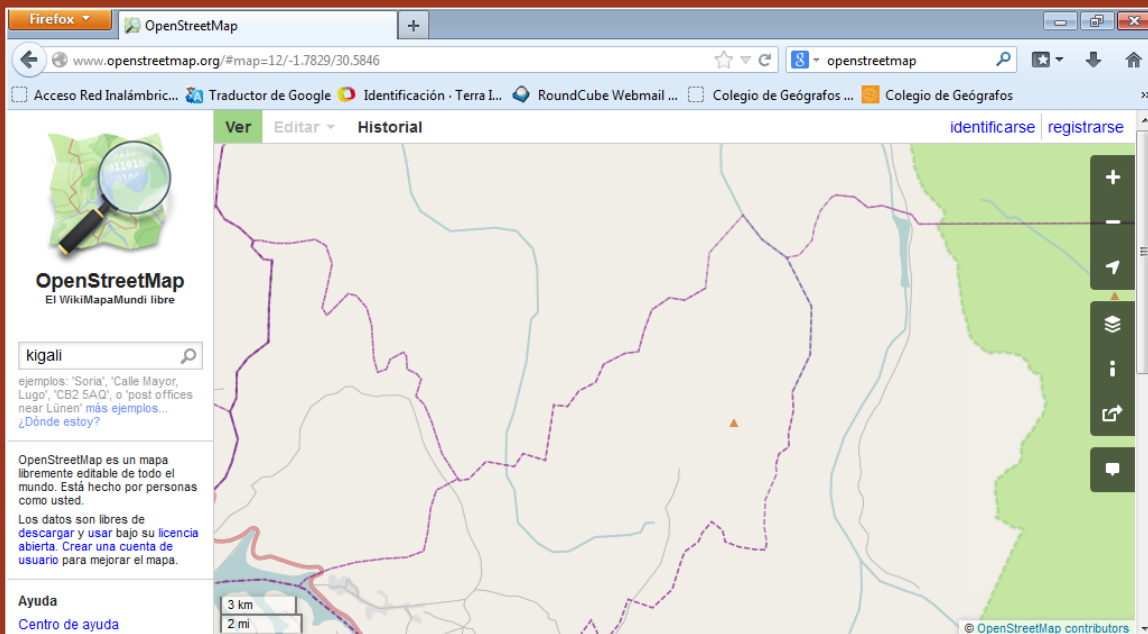 Firefox
OpenStreetMap
www.openstreetmap.org/#map=12/-1.7829/30.5846
openstreetmap
Acceso Red Inalámbric... Traductor de Google Identificación · Terra I... RoundCube Webmail ... Colegio de Geógrafos ... Colegio de Geógrafos
Ver Editar Historial identificarse registrarse
011010
OpenStreetMap
El WikiMapaMundi libre
kigali
ejemplos: 'Soria', 'Calle Mayor,
Lugo', 'CB2 5AQ', o 'post offices
near Lünen' más ejemplos...
¿Dónde estoy?
OpenStreetMap es un mapa
libremente editable de todo el
mundo. Está hecho por personas
como usted.
Los datos son libres de
descargar y usar bajo su licencia
abierta. Crear una cuenta de
usuario para mejorar el mapa.
Ayuda
Centro de ayuda
3 km
2 mi
© OpenStreetMap contributors